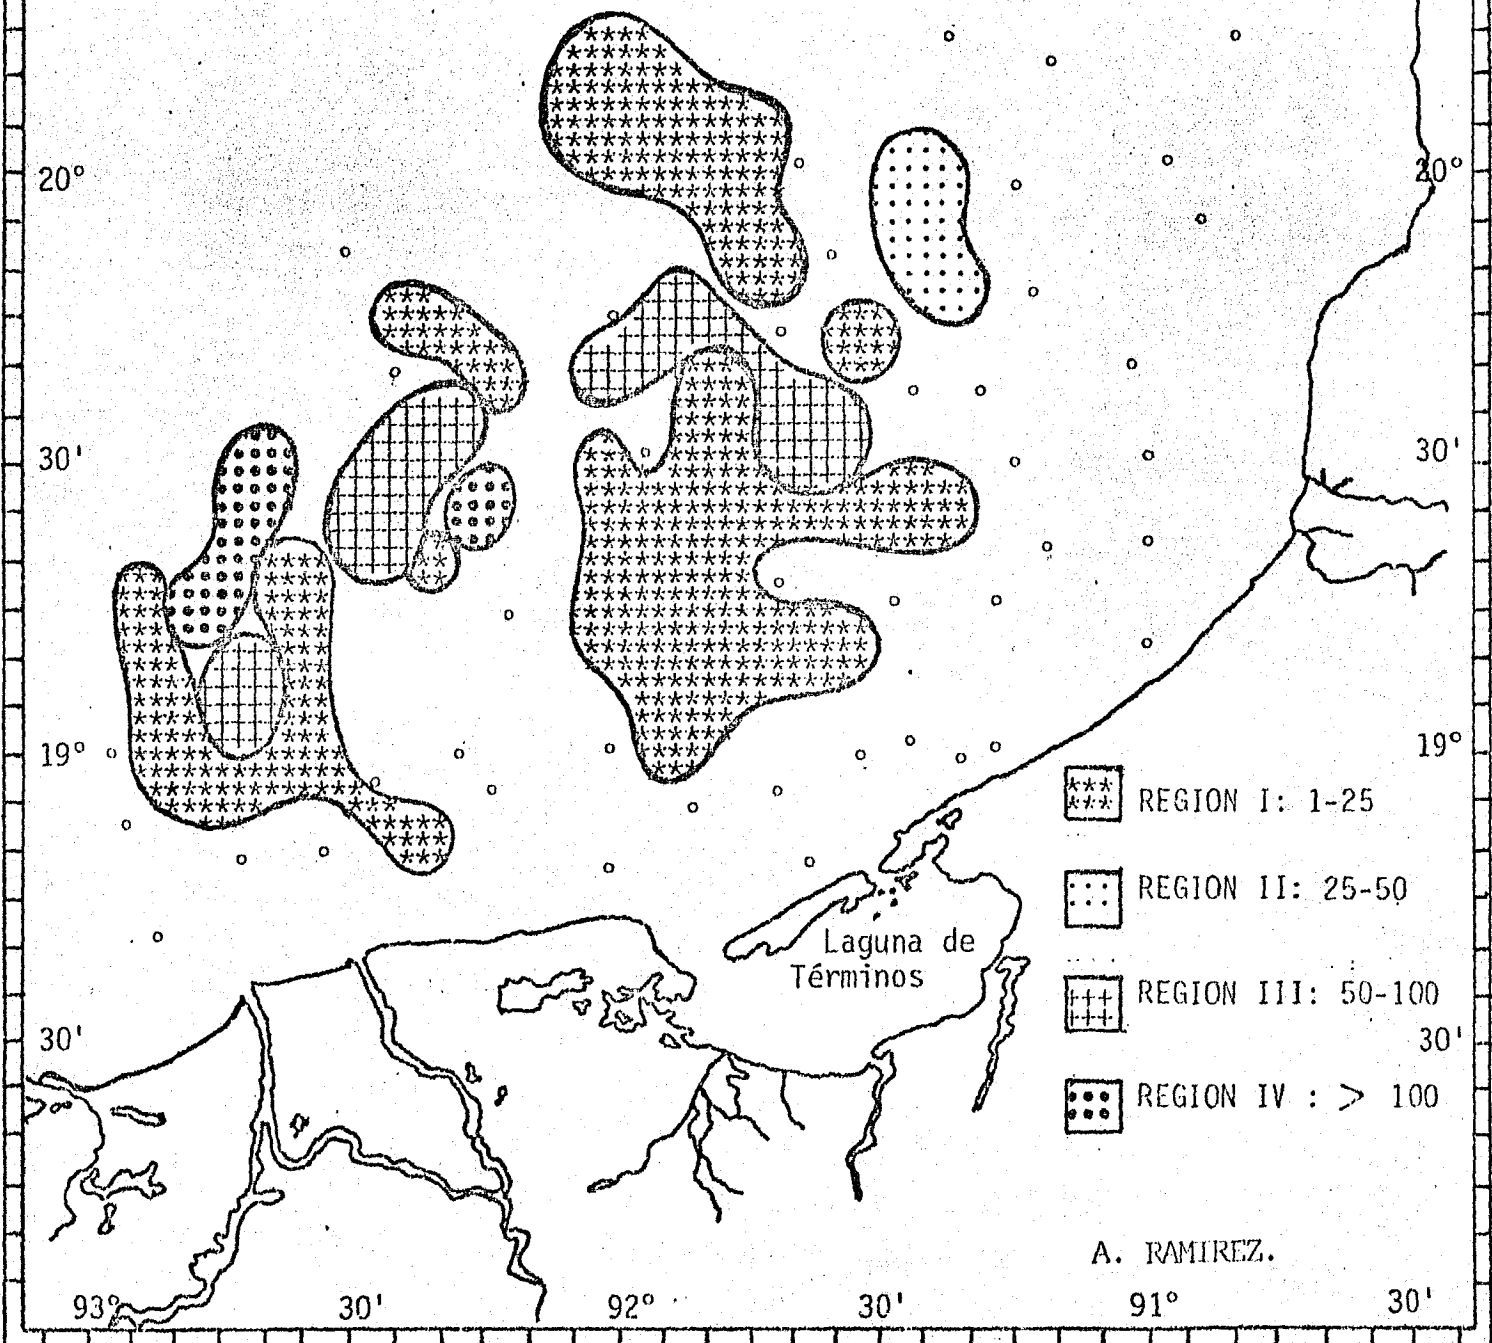 20°
20°
30'
30'
19°
19°
REGION I: 1-25
REGION II: 25-50
Laguna de
Términos
REGION III: 50-100
30'
30'
REGION IV : > 100
A. RAMIREZ.
93°
30'
92°
30'
91°
30'